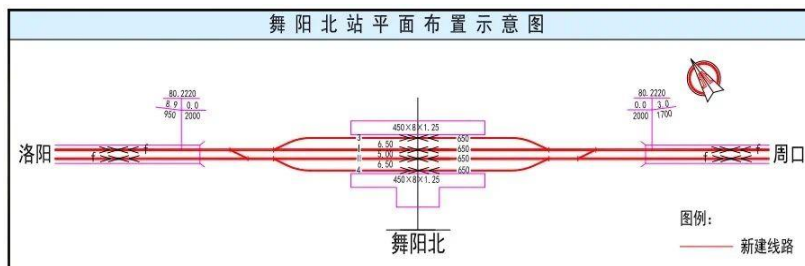 舞阳北站平面布置示意图
80.2220
8.9 0.0
950 2000
80.2220
0.0 3.0
2000 1700
450×8×1.25
3 650
6.50
I 650
5.00
II 650
6.50
4 650
450×8×1.25
洛阳 f f
f f 周口
f f
舞阳北
图例：
新建线路